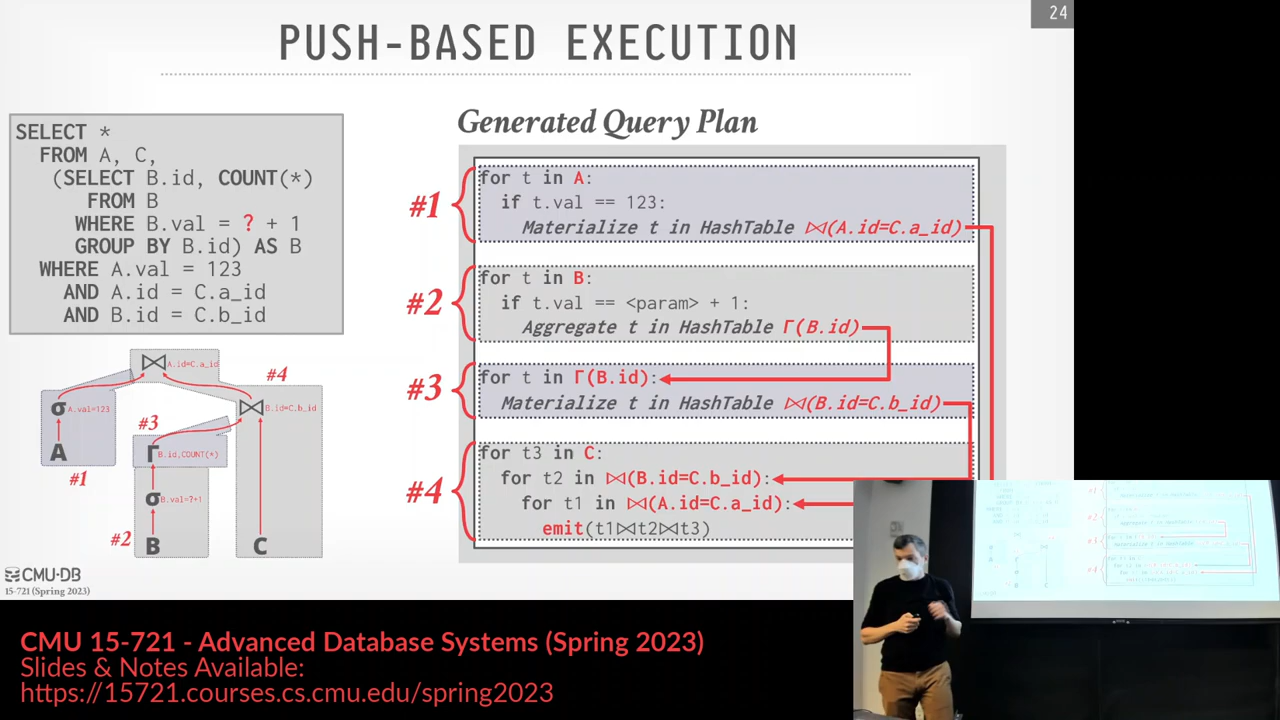 24
PUSH-BASED EXECUTION
SELECT *
FROM A, C,
(SELECT B.id, COUNT(*)
FROM B
WHERE B.val = ? + 1
GROUP BY B.id) AS B
WHERE A.val = 123
AND A.id = C.a_id
AND B.id = C.b_id
⋈A.id=C.a_id
#4
σA.val=123
⋈B.id=C.b_id
#3
A
ΓB.id,COUNT(*)
#1
σB.val=?+1
#2
B
C
Generated Query Plan
#1
for t in A:
if t.val == 123:
Materialize t in HashTable ⋈(A.id=C.a_id)
#2
for t in B:
if t.val == <param> + 1:
Aggregate t in HashTable Γ(B.id)
#3
for t in Γ(B.id):
Materialize t in HashTable ⋈(B.id=C.b_id)
#4
for t3 in C:
for t2 in ⋈(B.id=C.b_id):
for t1 in ⋈(A.id=C.a_id):
emit(t1⋈t2⋈t3)
CMU·DB
15-721 (Spring 2023)
CMU 15-721 - Advanced Database Systems (Spring 2023)
Slides & Notes Available:
https://15721.courses.cs.cmu.edu/spring2023